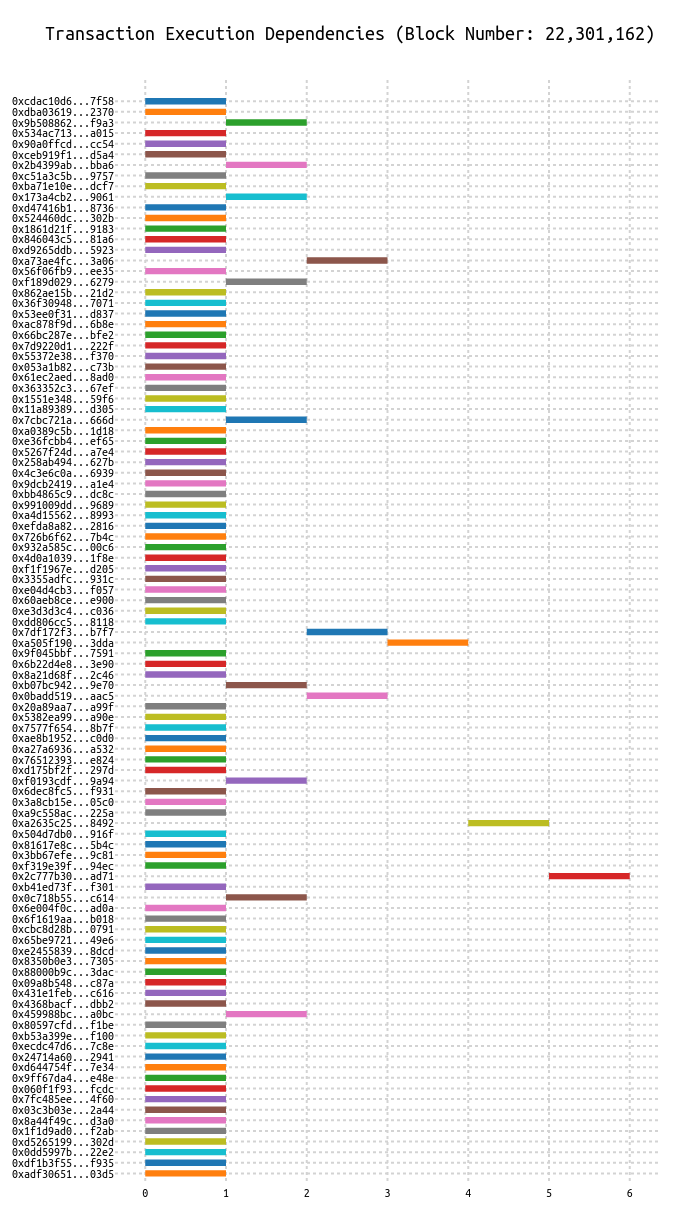 Transaction Execution Dependencies (Block Number: 22,301,162)
0xcdac10d6...7f58
0xdba03619...2370
0x9b508862...f9a3
0x534ac713...a015
0x90a0ffcd...cc54
0xceb919f1...d5a4
0x2b4399ab...bba6
0xc51a3c5b...9757
0xba71e10e...dcf7
0x173a4cb2...9061
0xd47416b1...8736
0x524460dc...302b
0x1861d21f...9183
0x846043c5...81a6
0xd9265ddb...5923
0xa73ae4fc...3a06
0x56f06fb9...ee35
0xf189d029...6279
0x862ae15b...21d2
0x36f30948...7071
0x53ee0f31...d837
0xac878f9d...6b8e
0x66bc287e...bfe2
0x7d9220d1...222f
0x55372e38...f370
0x053a1b82...c73b
0x61ec2aed...8ad0
0x363352c3...67ef
0x1551e348...59f6
0x11a89389...d305
0x7cbc721a...666d
0xa0389c5b...1d18
0xe36fcbb4...ef65
0x5267f24d...a7e4
0x258ab494...627b
0x4c3e6c0a...6939
0x9dcb2419...a1e4
0xbb4865c9...dc8c
0x991009dd...9689
0xa4d15562...8993
0xefda8a82...2816
0x726b6f62...7b4c
0x932a585c...00c6
0x4d0a1039...1f8e
0xf1f1967e...d205
0x3355adfc...931c
0xe04d4cb3...f057
0x60aeb8ce...e900
0xe3d3d3c4...c036
0xdd806cc5...8118
0x7df172f3...b7f7
0xa505f190...3dda
0x9f045bbf...7591
0x6b22d4e8...3e90
0x8a21d68f...2c46
0xb07bc942...9e70
0x0badd519...aac5
0x20a89aa7...a99f
0x5382ea99...a90e
0x7577f654...8b7f
0xae8b1952...c0d0
0xa27a6936...a532
0x76512393...e824
0xd175bf2f...297d
0xf0193cdf...9a94
0x6dec8fc5...f931
0x3a8cb15e...05c0
0xa9c558ac...225a
0xa2635c25...8492
0x504d7db0...916f
0x81617e8c...5b4c
0x3bb67efe...9c81
0xf319e39f...94ec
0x2c777b30...ad71
0xb41ed73f...f301
0x0c718b55...c614
0x6e004f0c...ad0a
0x6f1619aa...b018
0xcbc8d28b...0791
0x65be9721...49e6
0xe2455839...8dcd
0x8350b0e3...7305
0x88000b9c...3dac
0x09a8b548...c87a
0x431e1feb...c616
0x4368bacf...dbb2
0x459988bc...a0bc
0x80597cfd...f1be
0xb53a399e...f100
0xecdc47d6...7c8e
0x24714a60...2941
0xd644754f...7e34
0x9ff67da4...e48e
0x060f1f93...fcdc
0x7fc485ee...4f60
0x03c3b03e...2a44
0x8a44f49c...d3a0
0x1f1d9ad0...f2ab
0xd5265199...302d
0x0dd5997b...22e2
0xdf1b3f55...f935
0xadf30651...03d5
0 1 2 3 4 5 6